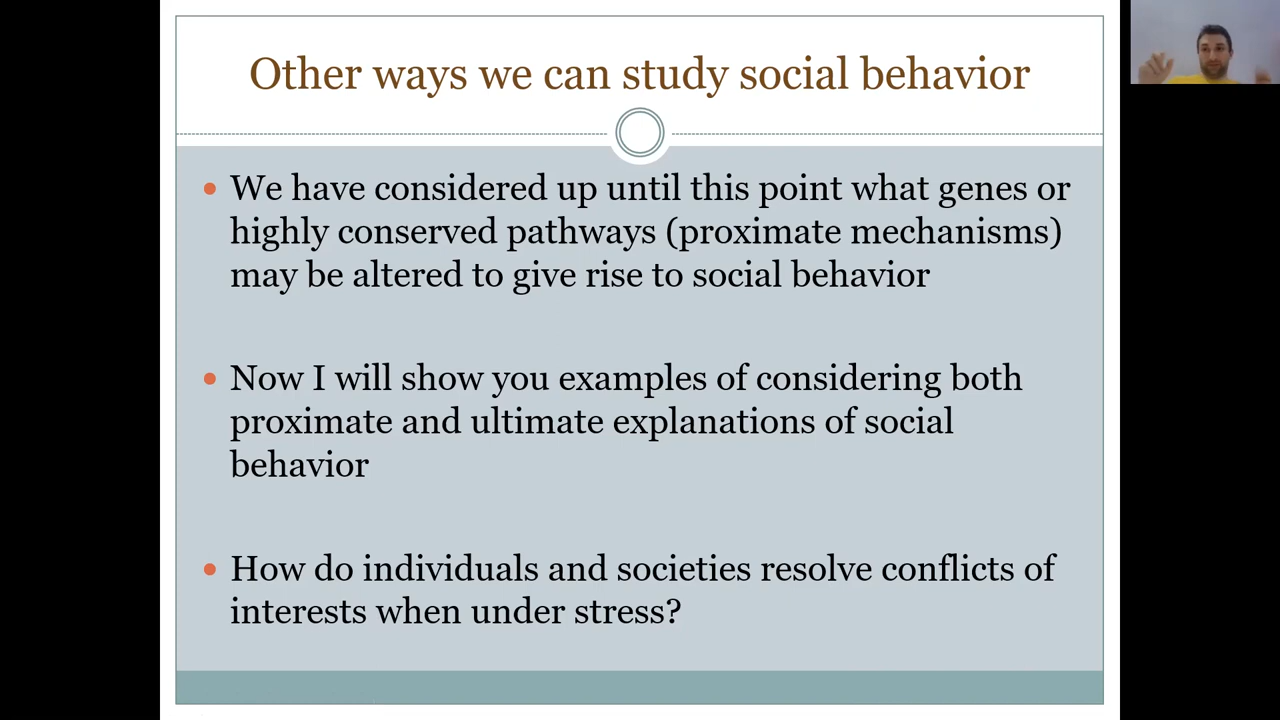 Other ways we can study social behavior
We have considered up until this point what genes or
highly conserved pathways (proximate mechanisms)
may be altered to give rise to social behavior
Now I will show you examples of considering both
proximate and ultimate explanations of social
behavior
How do individuals and societies resolve conflicts of
interests when under stress?